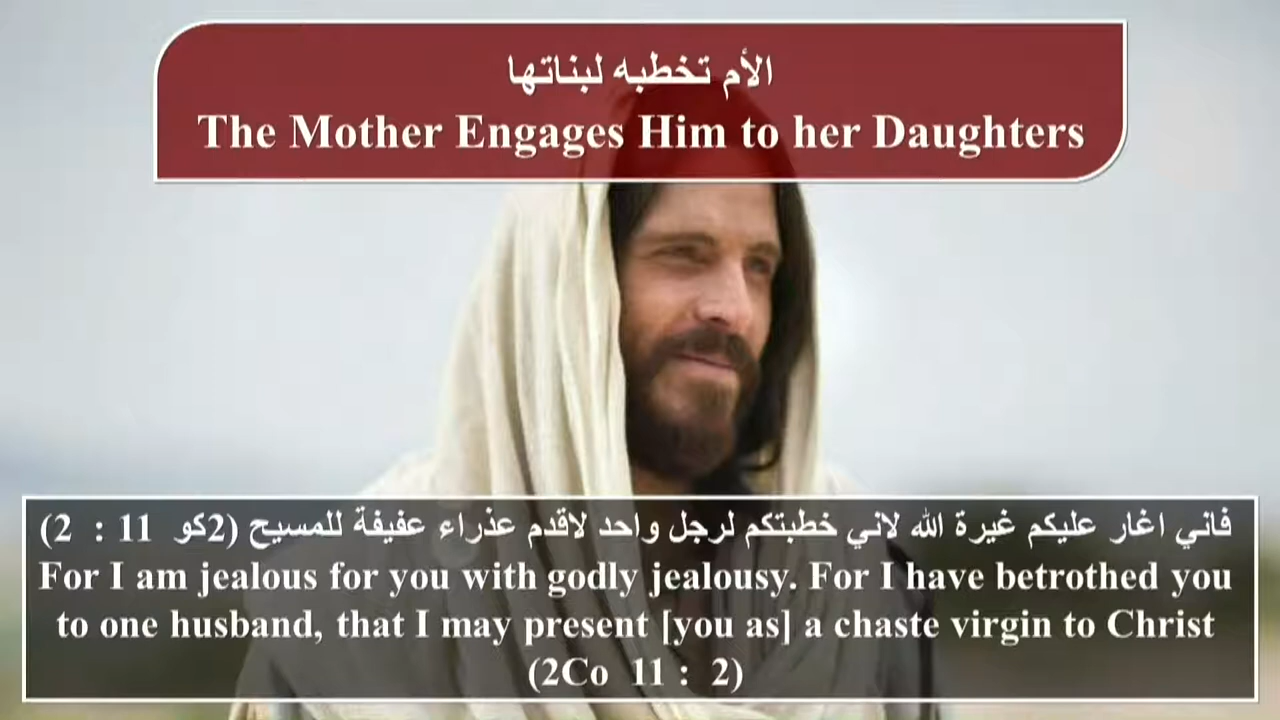 الأم تخطبه لبناتها
The Mother Engages Him to her Daughters
فاني اغار عليكم غيرة الله لاني خطبتكم لرجل واحد لاقدم عذراء عفيفة للمسيح (2كو 11 : 2)
For I am jealous for you with godly jealousy. For I have betrothed you
to one husband, that I may present [you as] a chaste virgin to Christ
(2Co 11 : 2)